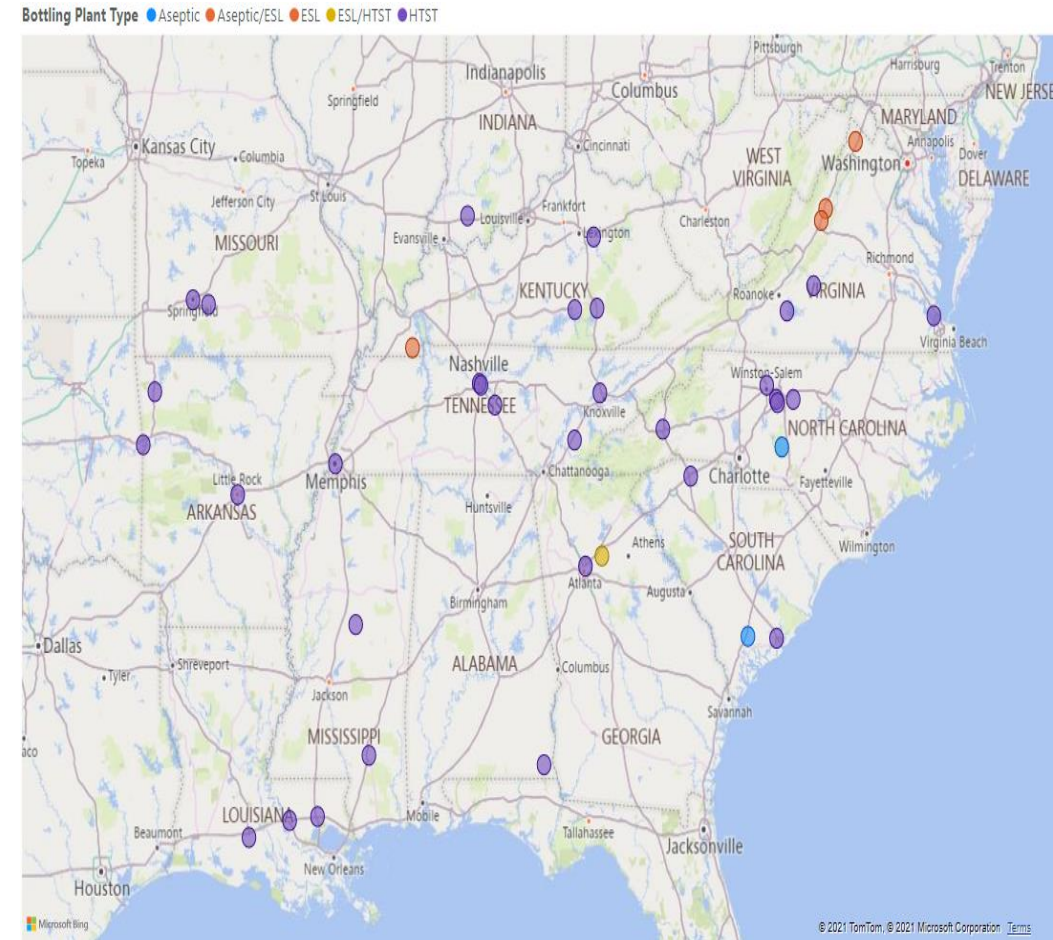 Bottling Plant Type Aseptic Aseptic/ESL ESL ESL/HTST HTST
Pittsburgh
Harrisburg
Trenton
Indianapolis
Columbus
NEW JERSE
Springfield
INDIANA
MARYLAND
Annapolis
Kansas City
Cincinnati
WEST
VIRGINIA
Washington
Dover
Topeka
Columbia
DELAWARE
St Louis
Jefferson City
Frankfort
Louisville
Charleston
Evansville
MISSOURI
Richmond
KENTUCKY
Roanoke
Virginia Beach
Nashville
Winston-Salem
TENNESSEE
Knoxville
NORTH CAROLINA
Chattanooga
Charlotte
Little Rock
Memphis
Fayetteville
ARKANSAS
Huntsville
Wilmington
SOUTH
CAROLINA
Athens
Atlanta
Augusta
Birmingham
Dallas
ALABAMA
Shreveport
Columbus
Tyler
Jackson
Savannah
MISSISSIPPI
GEORGIA
aco
LOUISIANA
Mobile
Beaumont
Tallahassee
Jacksonville
New Orleans
Houston
Microsoft Bing
© 2021 TomTom, © 2021 Microsoft Corporation Terms